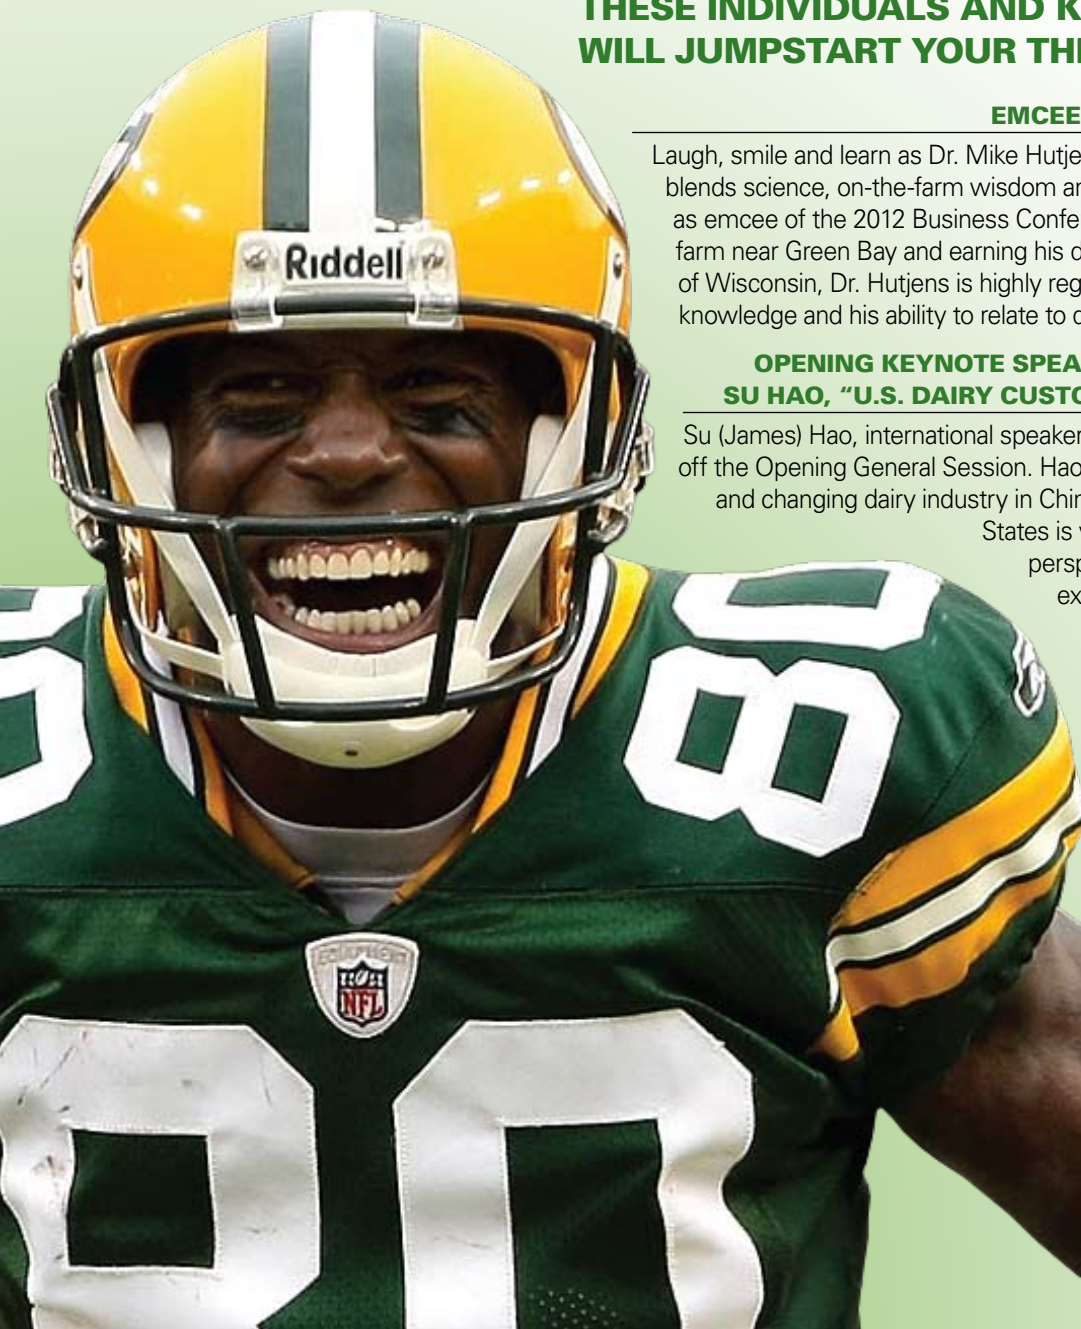 THESE INDIVIDUALS AND K
WILL JUMPSTART YOUR TH
EMCEE
Laugh, smile and learn as Dr. Mike Hutje
blends science, on-the-farm wisdom a
as emcee of the 2012 Business Confe
farm near Green Bay and earning his d
of Wisconsin, Dr. Hutjens is highly reg
knowledge and his ability to relate to
OPENING KEYNOTE SPEA
SU HAO, “U.S. DAIRY CUSTO
Su (James) Hao, international speaker
off the Opening General Session. Hao
and changing dairy industry in Chi
States is
persp
ex
Riddell
80
8
EQUIPMENT
NFL
80